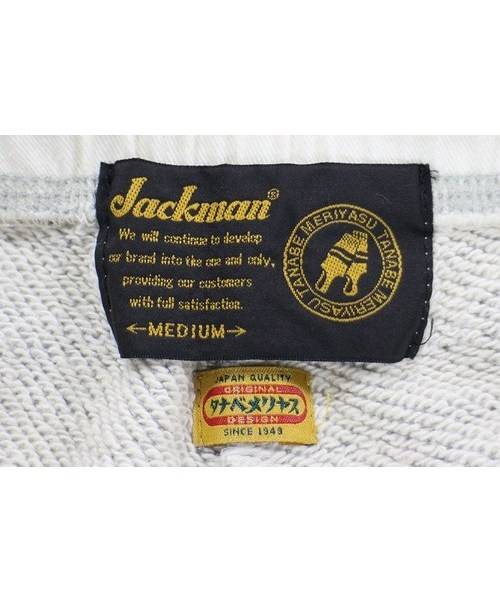 Jackman®
We will continue to develop
our brand into the one and only,
providing our customers
with full satisfaction.
←MEDIUM→
TANABE MERIYASU TANABE MERIYASU
JAPAN QUALITY
ORIGINAL
タナベメリヤス
DESIGN
SINCE 1949